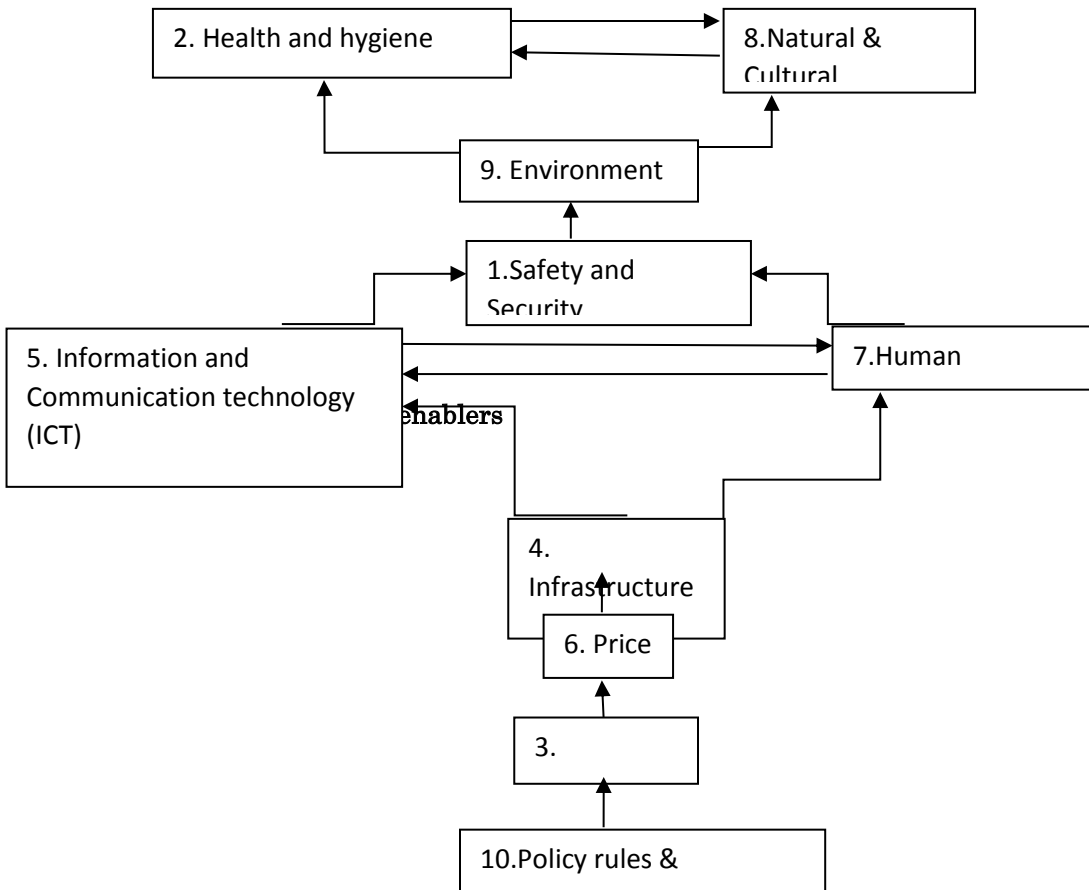 2. Health and hygiene
8.Natural &
Cultural
9. Environment
1.Safety and
Security
5. Information and
Communication technology
(ICT)
7.Human
enablers
4.
Infrastructure
6. Price
3.
10.Policy rules &